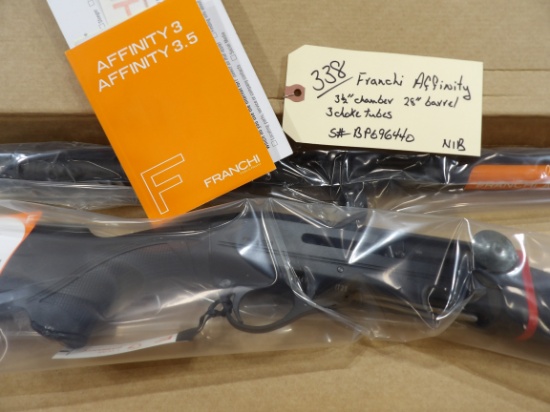 AFFINITY 3
AFFINITY 3.5
FRANCHI
338 Franchi Affinity
3½" chamber 28" barrel
3 choke tubes
S# BP696440 NIB